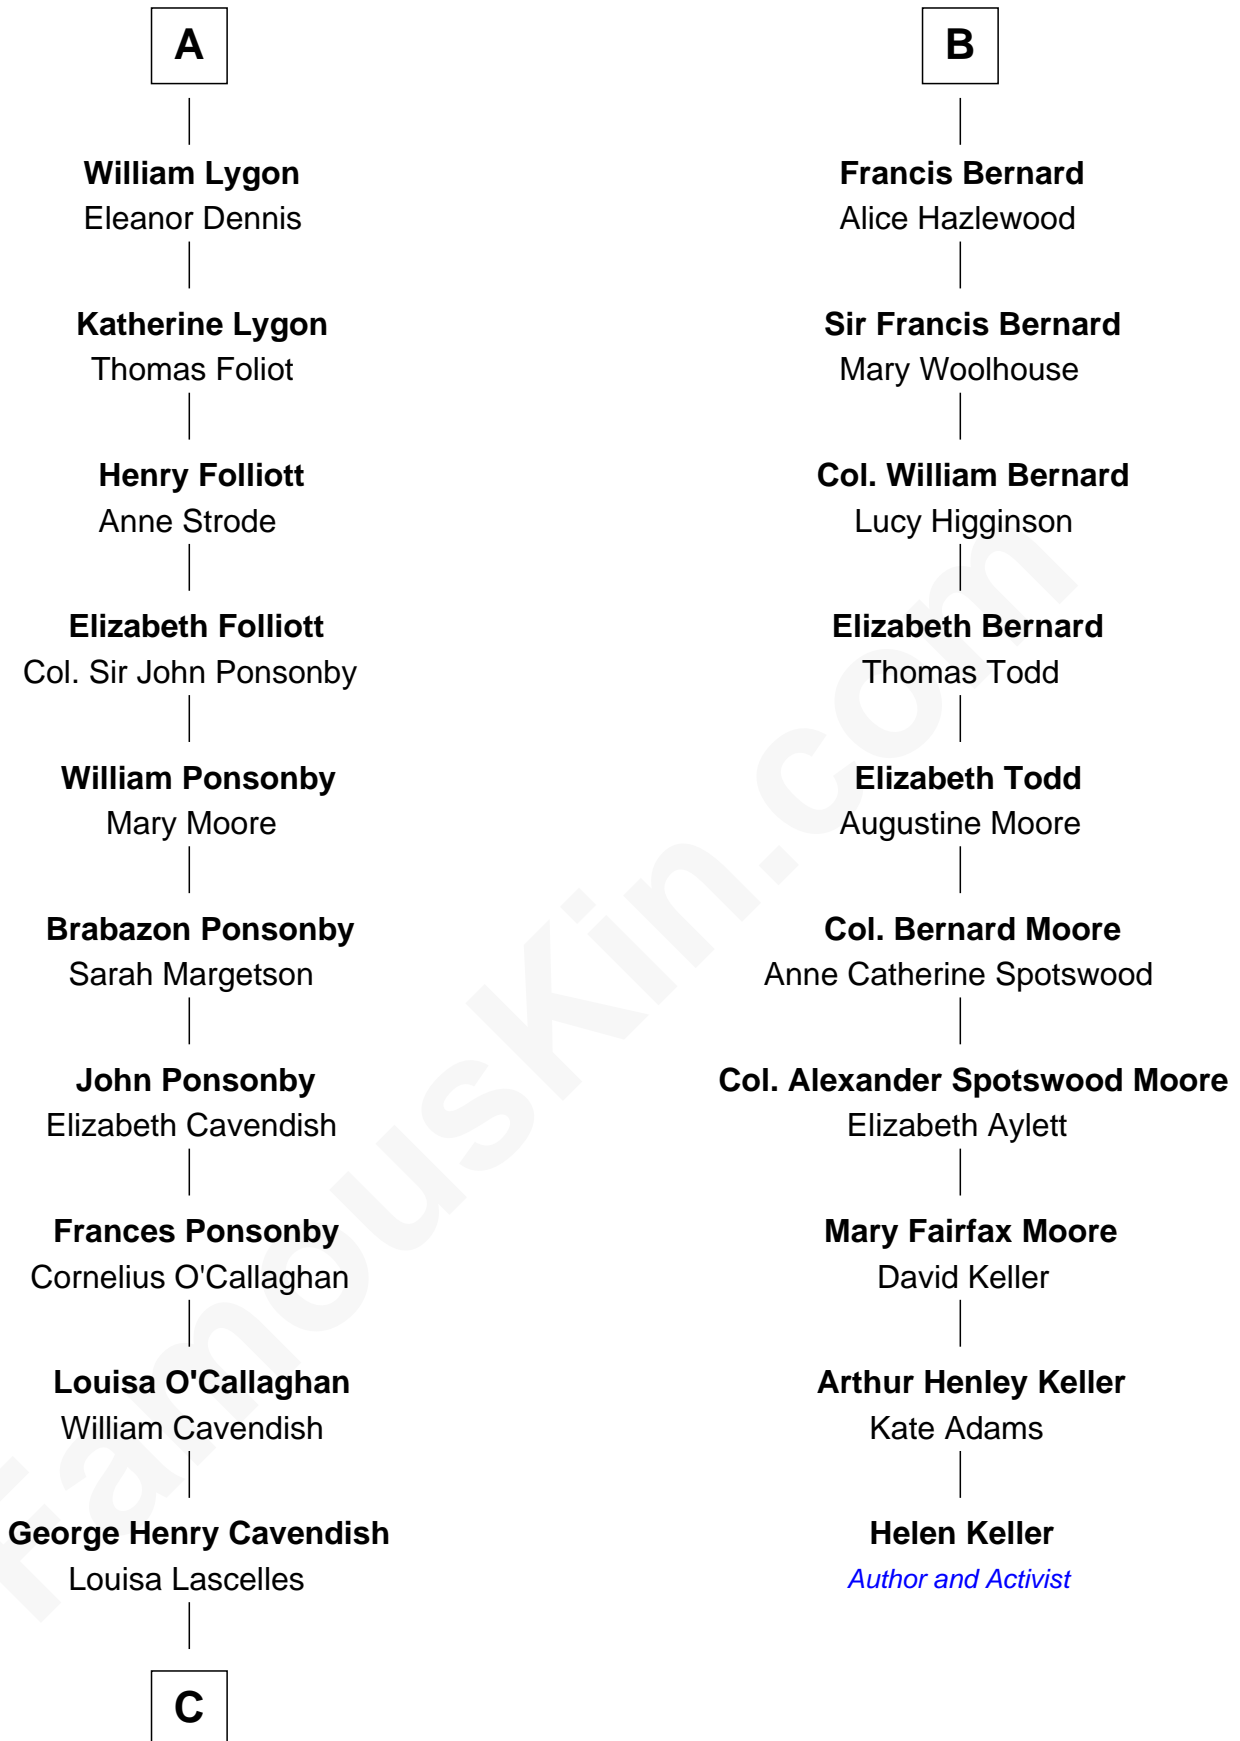 A
William Lygon
Eleanor Dennis
Katherine Lygon
Thomas Foliot
Henry Folliott
Anne Strode
Elizabeth Folliott
Col. Sir John Ponsonby
William Ponsonby
Mary Moore
Brabazon Ponsonby
Sarah Margetson
John Ponsonby
Elizabeth Cavendish
Frances Ponsonby
Cornelius O'Callaghan
Louisa O'Callaghan
William Cavendish
George Henry Cavendish
Louisa Lascelles
C
B
Francis Bernard
Alice Hazlewood
Sir Francis Bernard
Mary Woolhouse
Col. William Bernard
Lucy Higginson
Elizabeth Bernard
Thomas Todd
Elizabeth Todd
Augustine Moore
Col. Bernard Moore
Anne Catherine Spotswood
Col. Alexander Spotswood Moore
Elizabeth Aylett
Mary Fairfax Moore
David Keller
Arthur Henley Keller
Kate Adams
Helen Keller
Author and Activist
FamousKin.com